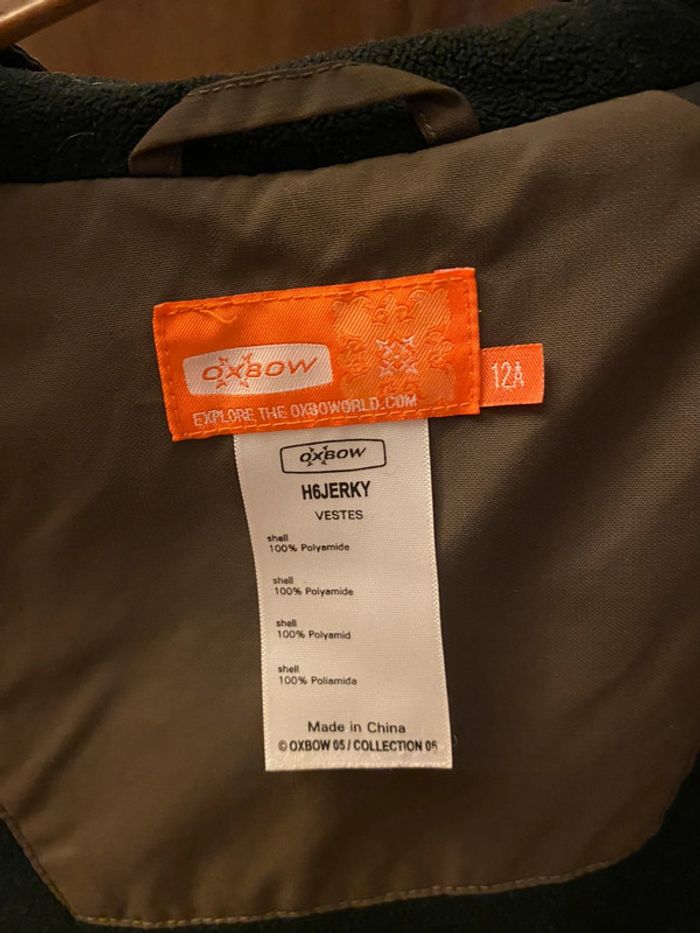 OXBOW
EXPLORE THE OXBOWORLD.COM
12A
OXBOW
H6JERKY
VESTES
shell
100% Polyamide
shell
100% Polyamide
shell
100% Polyamid
shell
100% Poliamida
Made in China
© OXBOW 05 / COLLECTION 06